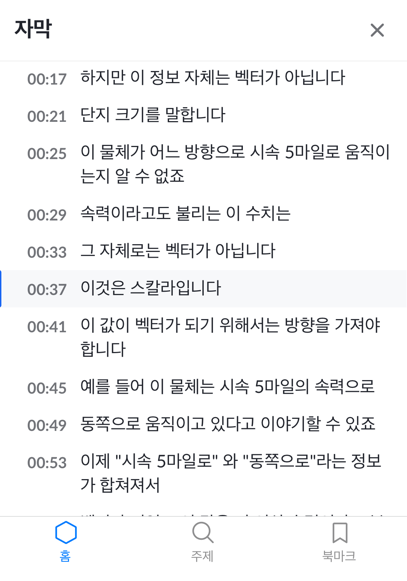 자막
00:17 하지만 이 정보 자체는 벡터가 아닙니다
00:21 단지 크기를 말합니다
00:25 이 물체가 어느 방향으로 시속 5마일로 움직이
는지 알 수 없죠
00:29 속력이라고도 불리는 이 수치는
00:33 그 자체로는 벡터가 아닙니다
00:37 이것은 스칼라입니다
00:41 이 값이 벡터가 되기 위해서는 방향을 가져야
합니다
00:45 예를 들어 이 물체는 시속 5마일의 속력으로
00:49 동쪽으로 움직이고 있다고 이야기할 수 있죠
00:53 이제 "시속 5마일로" 와 "동쪽으로"라는 정보
가 합쳐져서
홈 주제 북마크